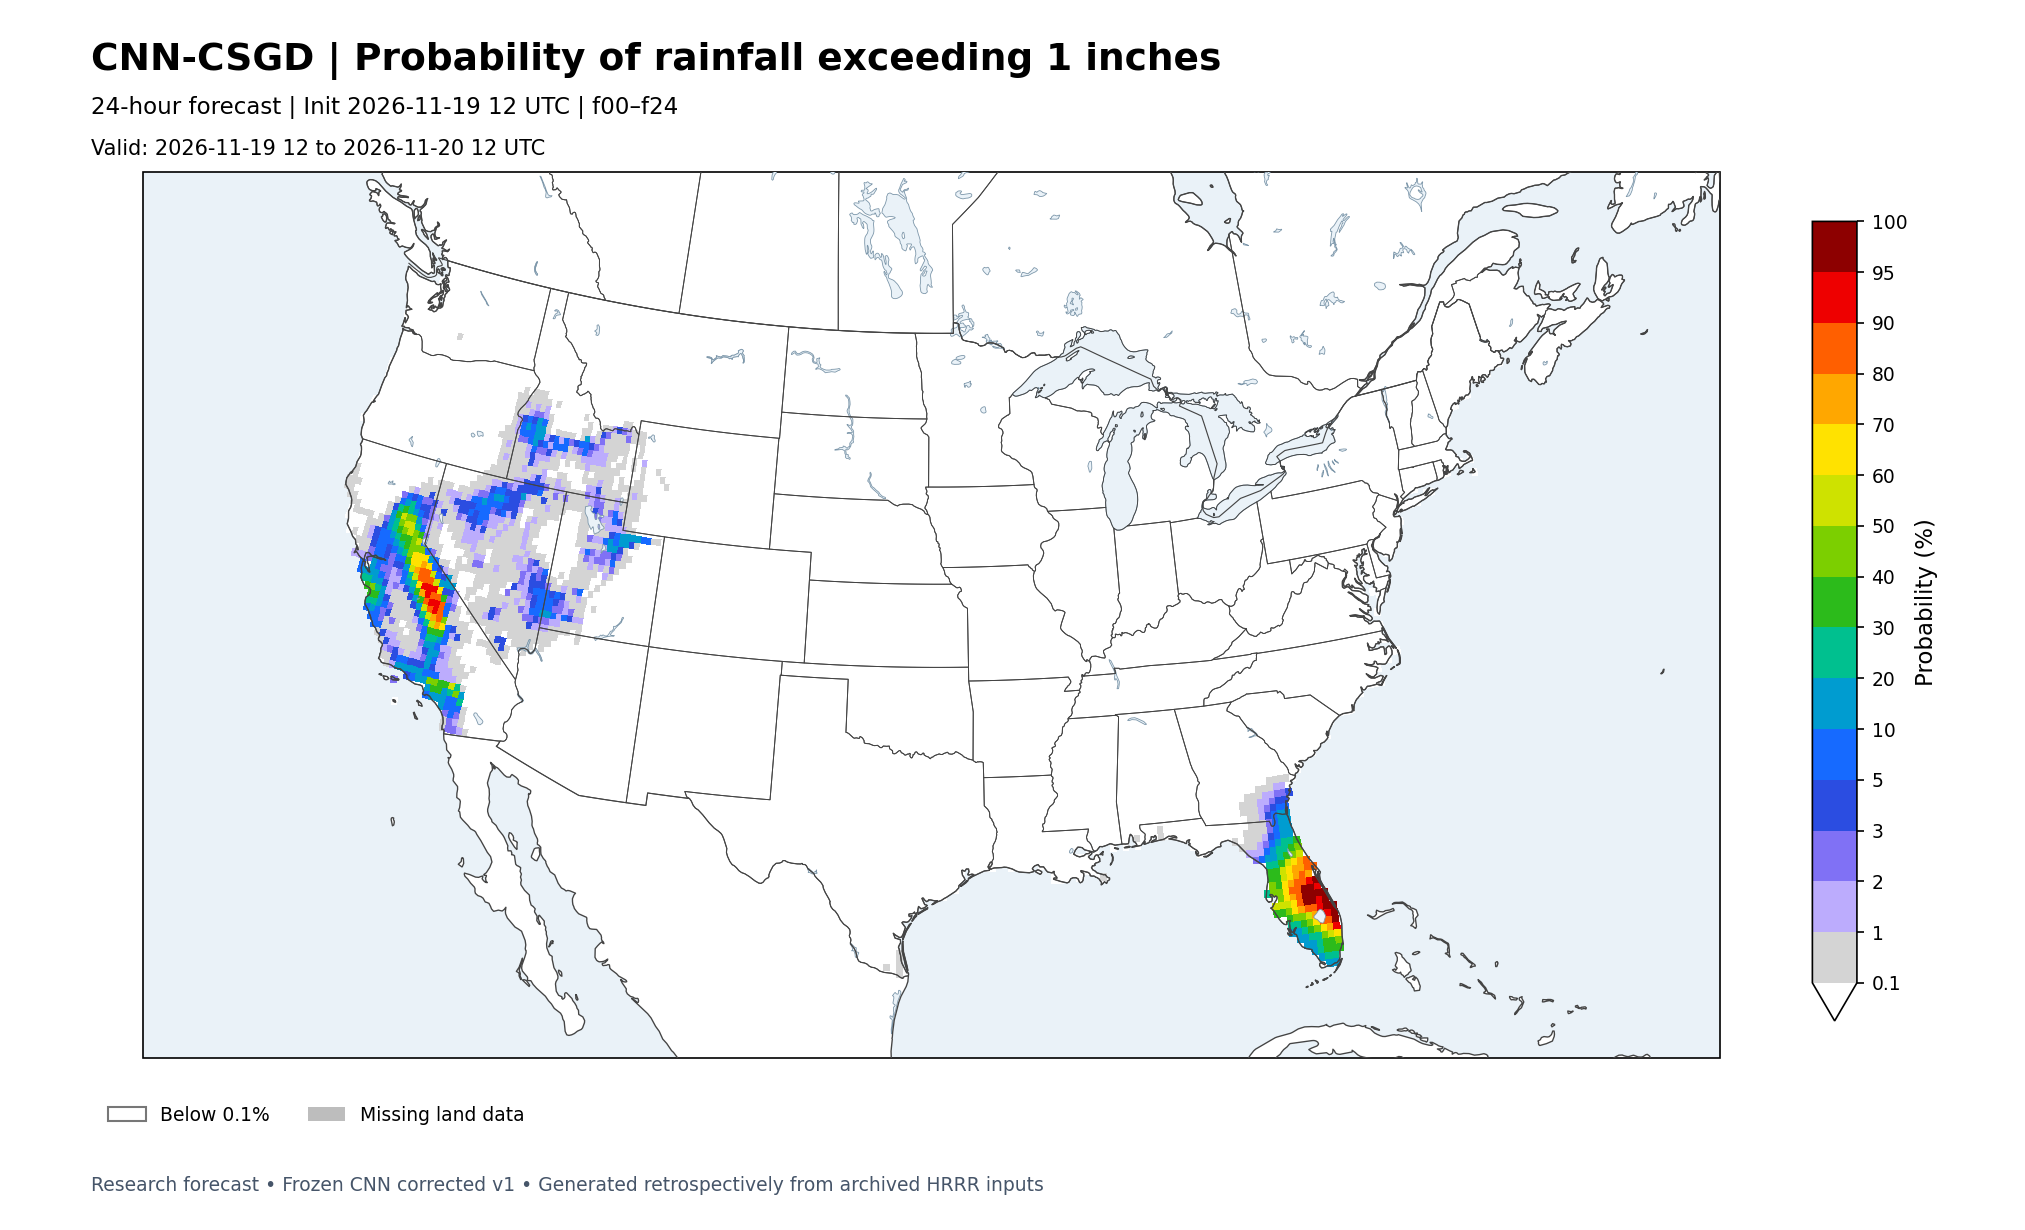 CNN-CSGD | Probability of rainfall exceeding 1 inches
24-hour forecast | Init 2026-11-19 12 UTC | f00–f24
Valid: 2026-11-19 12 to 2026-11-20 12 UTC
100
95
90
80
70
60
50
40
30
20
10
5
3
2
1
0.1
Probability (%)
Below 0.1%
Missing land data
Research forecast • Frozen CNN corrected v1 • Generated retrospectively from archived HRRR inputs